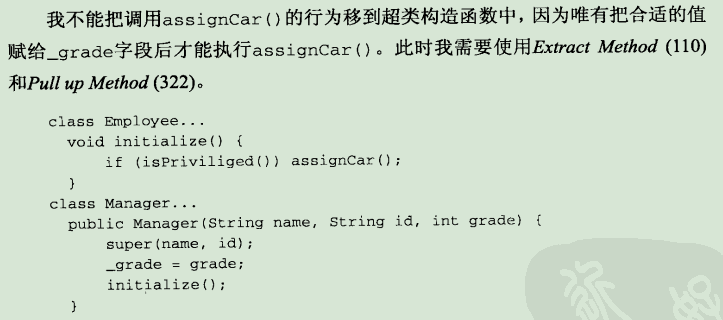 我不能把调用assignCar()的行为移到超类构造函数中，因为唯有把合适的值
赋给_grade字段后才能执行assignCar()。此时我需要使用Extract Method (110)
和Pull up Method (322)。
class Employee...
void initialize() {
if (isPriviliged()) assignCar();
}
class Manager...
public Manager(String name, String id, int grade) {
super(name, id);
_grade = grade;
initialize();
}